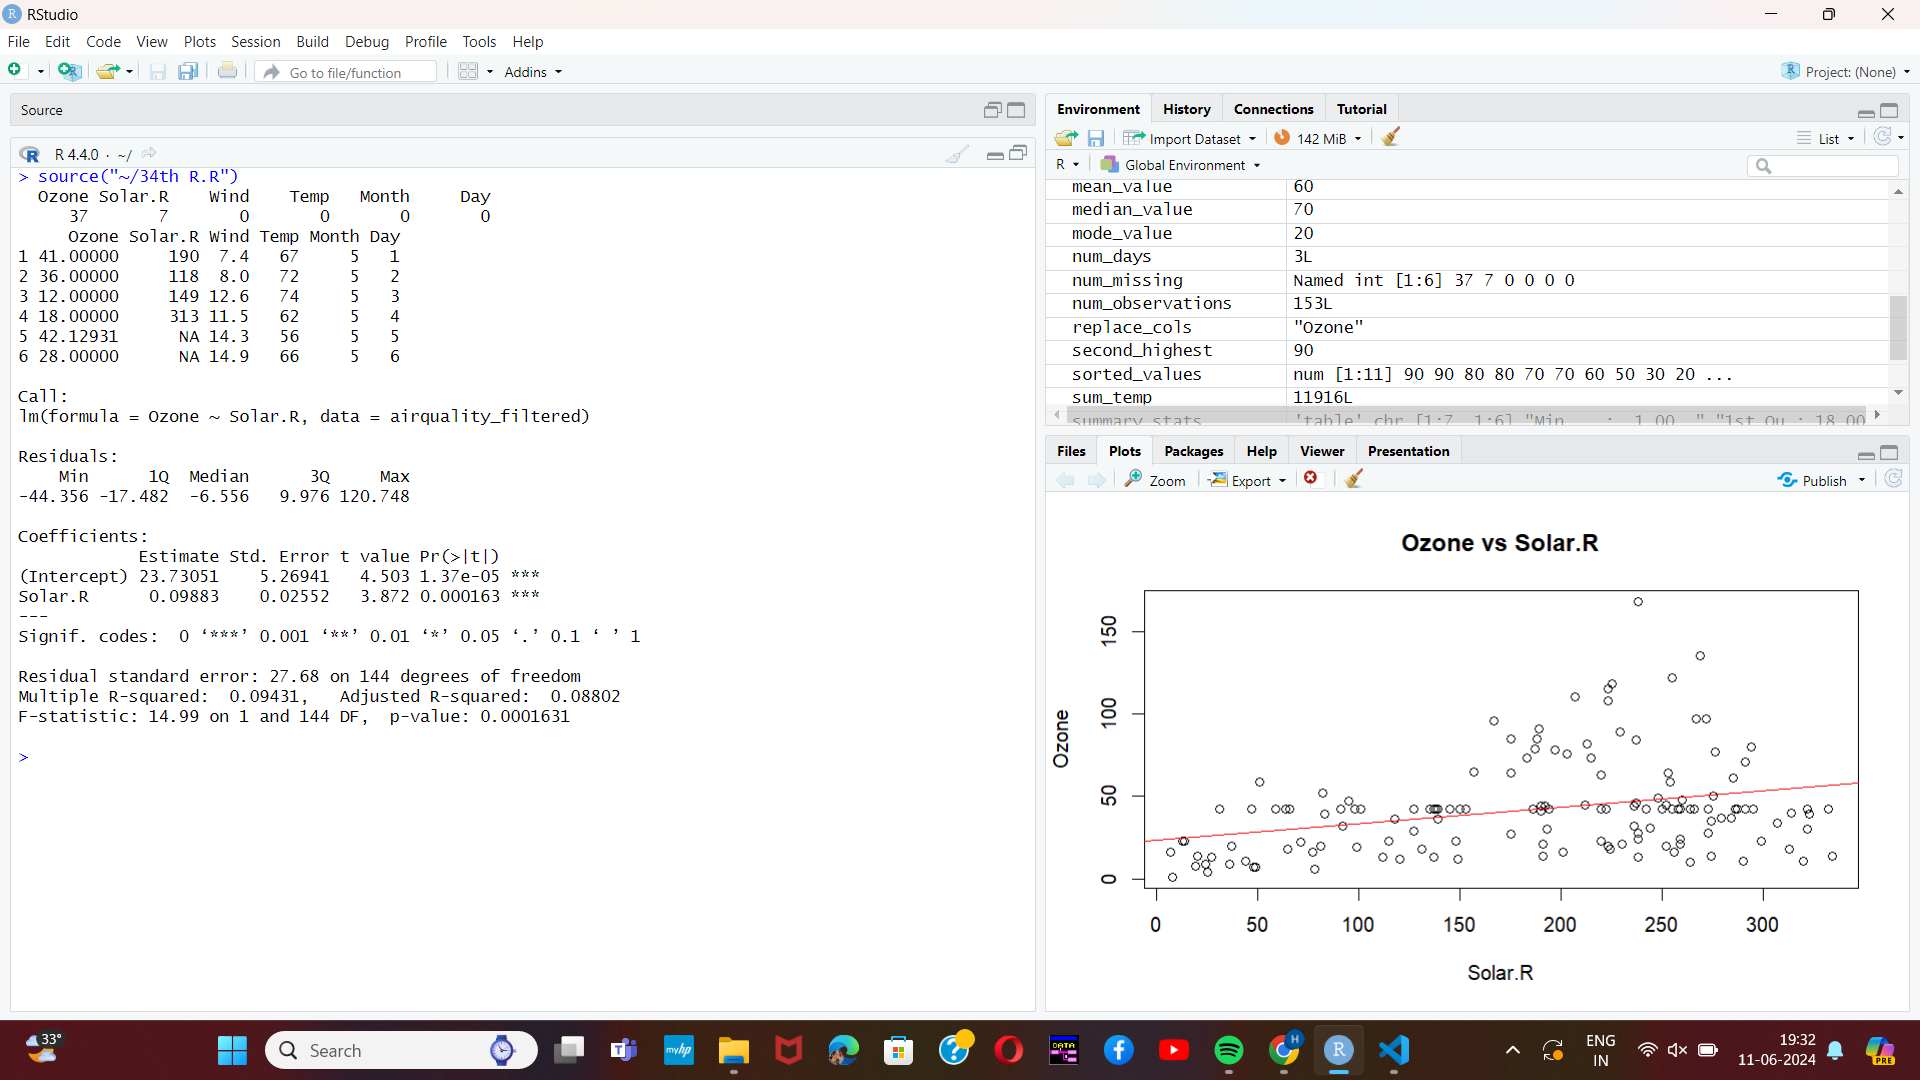 RStudio
File Edit Code View Plots Session Build Debug Profile Tools Help
Go to file/function Addins Project: (None)
Source
R 4.4.0 · ~/
> source("~/34th R.R")
Ozone Solar.R Wind Temp Month Day
37 7 0 0 0 0
Ozone Solar.R Wind Temp Month Day
1 41.00000 190 7.4 67 5 1
2 36.00000 118 8.0 72 5 2
3 12.00000 149 12.6 74 5 3
4 18.00000 313 11.5 62 5 4
5 42.12931 NA 14.3 56 5 5
6 28.00000 NA 14.9 66 5 6
Call:
lm(formula = Ozone ~ Solar.R, data = airquality_filtered)
Residuals:
Min 1Q Median 3Q Max
-44.356 -17.482 -6.556 9.976 120.748
Coefficients:
Estimate Std. Error t value Pr(>|t|)
(Intercept) 23.73051 5.26941 4.503 1.37e-05 ***
Solar.R 0.09883 0.02552 3.872 0.000163 ***
---
Signif. codes: 0 ‘***’ 0.001 ‘**’ 0.01 ‘*’ 0.05 ‘.’ 0.1 ‘ ’ 1
Residual standard error: 27.68 on 144 degrees of freedom
Multiple R-squared: 0.09431, Adjusted R-squared: 0.08802
F-statistic: 14.99 on 1 and 144 DF, p-value: 0.0001631
>
Environment History Connections Tutorial
Import Dataset 142 MiB List
R Global Environment
mean_value 60
median_value 70
mode_value 20
num_days 3L
num_missing Named int [1:6] 37 7 0 0 0 0
num_observations 153L
replace_cols "Ozone"
second_highest 90
sorted_values num [1:11] 90 90 80 80 70 70 60 50 30 20 ...
sum_temp 11916L
summary_stats 'table' chr [1:7, 1:6] "Min. : 1.00 " "1st Qu.: 18.00
Files Plots Packages Help Viewer Presentation
Zoom Export Publish
Ozone vs Solar.R
Ozone
150
100
50
0
0 50 100 150 200 250 300
Solar.R
33°
Search
myhp
DATA
H
R
ENG
IN
19:32
11-06-2024
PRE